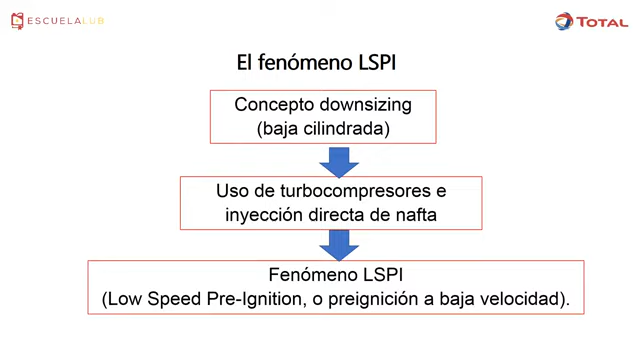 ESCUELALUB
TOTAL
El fenómeno LSPI
Concepto downsizing
(baja cilindrada)
Uso de turbocompresores e
inyección directa de nafta
Fenómeno LSPI
(Low Speed Pre-Ignition, o preignición a baja velocidad).